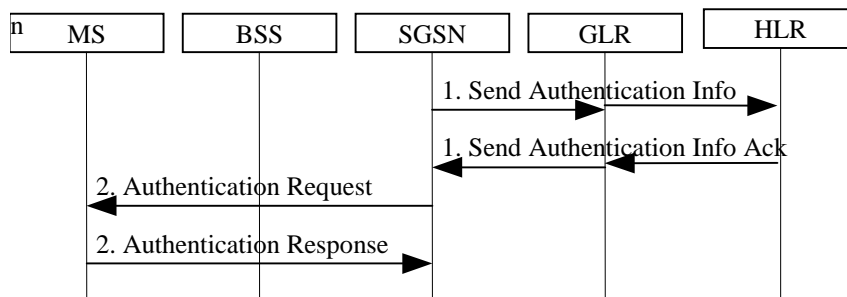 n
MS BSS SGSN GLR HLR
1. Send Authentication Info
1. Send Authentication Info Ack
2. Authentication Request
2. Authentication Response